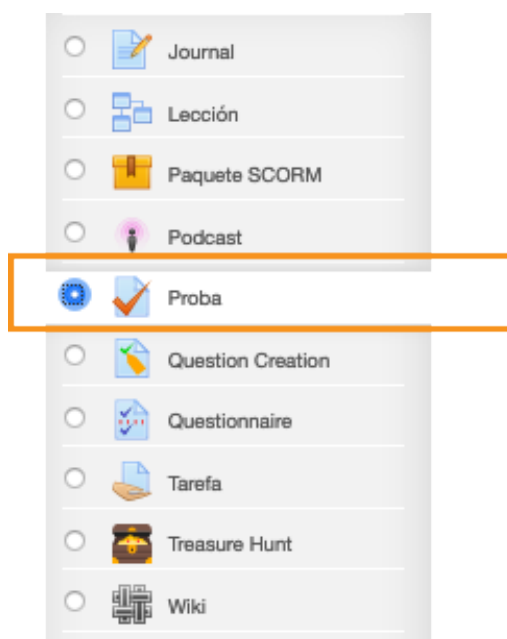 Journal
Lección
Paquete SCORM
Podcast
Proba
Question Creation
Questionnaire
Tarefa
Treasure Hunt
Wiki